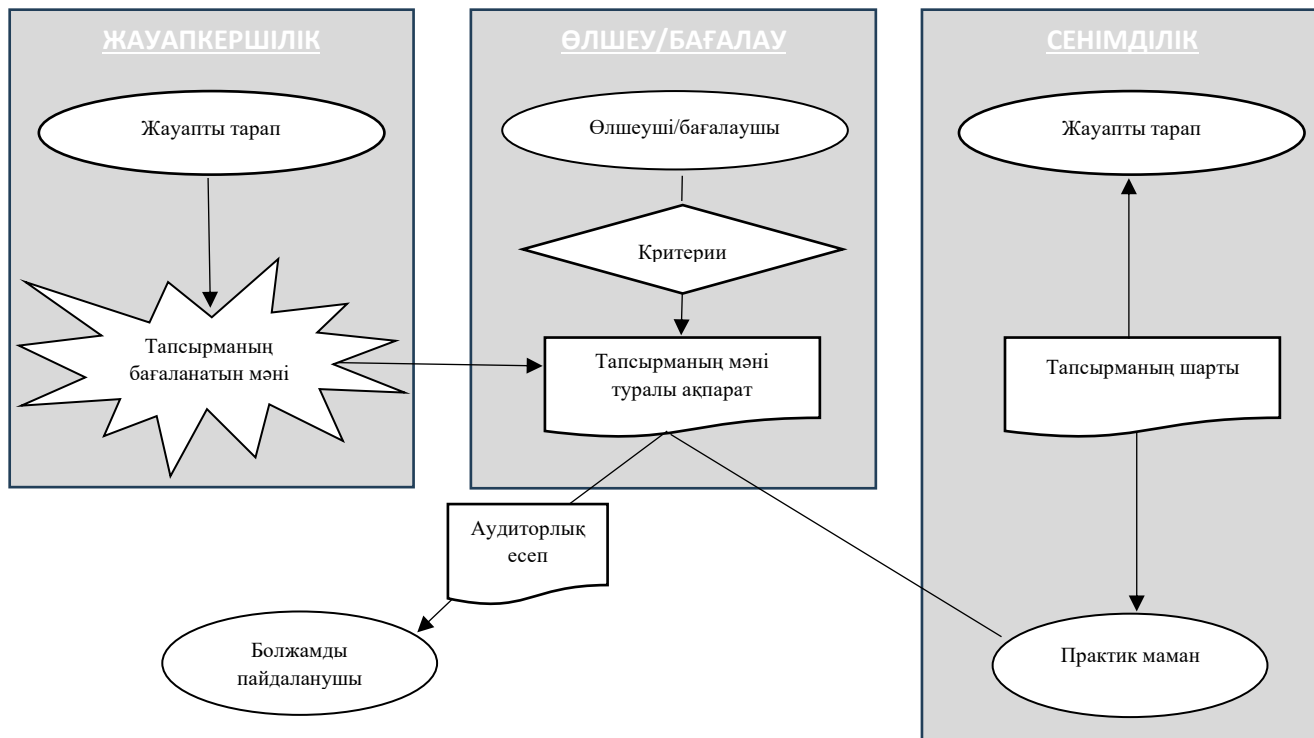 ЖАУАПКЕРШІЛІК
Жауапты тарап
Тапсырманың
бағаланатын мәні
ӨЛШЕУ/БАҒАЛАУ
Өлшеуші/бағалаушы
Критерии
Тапсырманың мәні
туралы ақпарат
СЕНІМДІЛІК
Жауапты тарап
Тапсырманың шарты
Практик маман
Аудиторлық
есеп
Болжамды
пайдаланушы